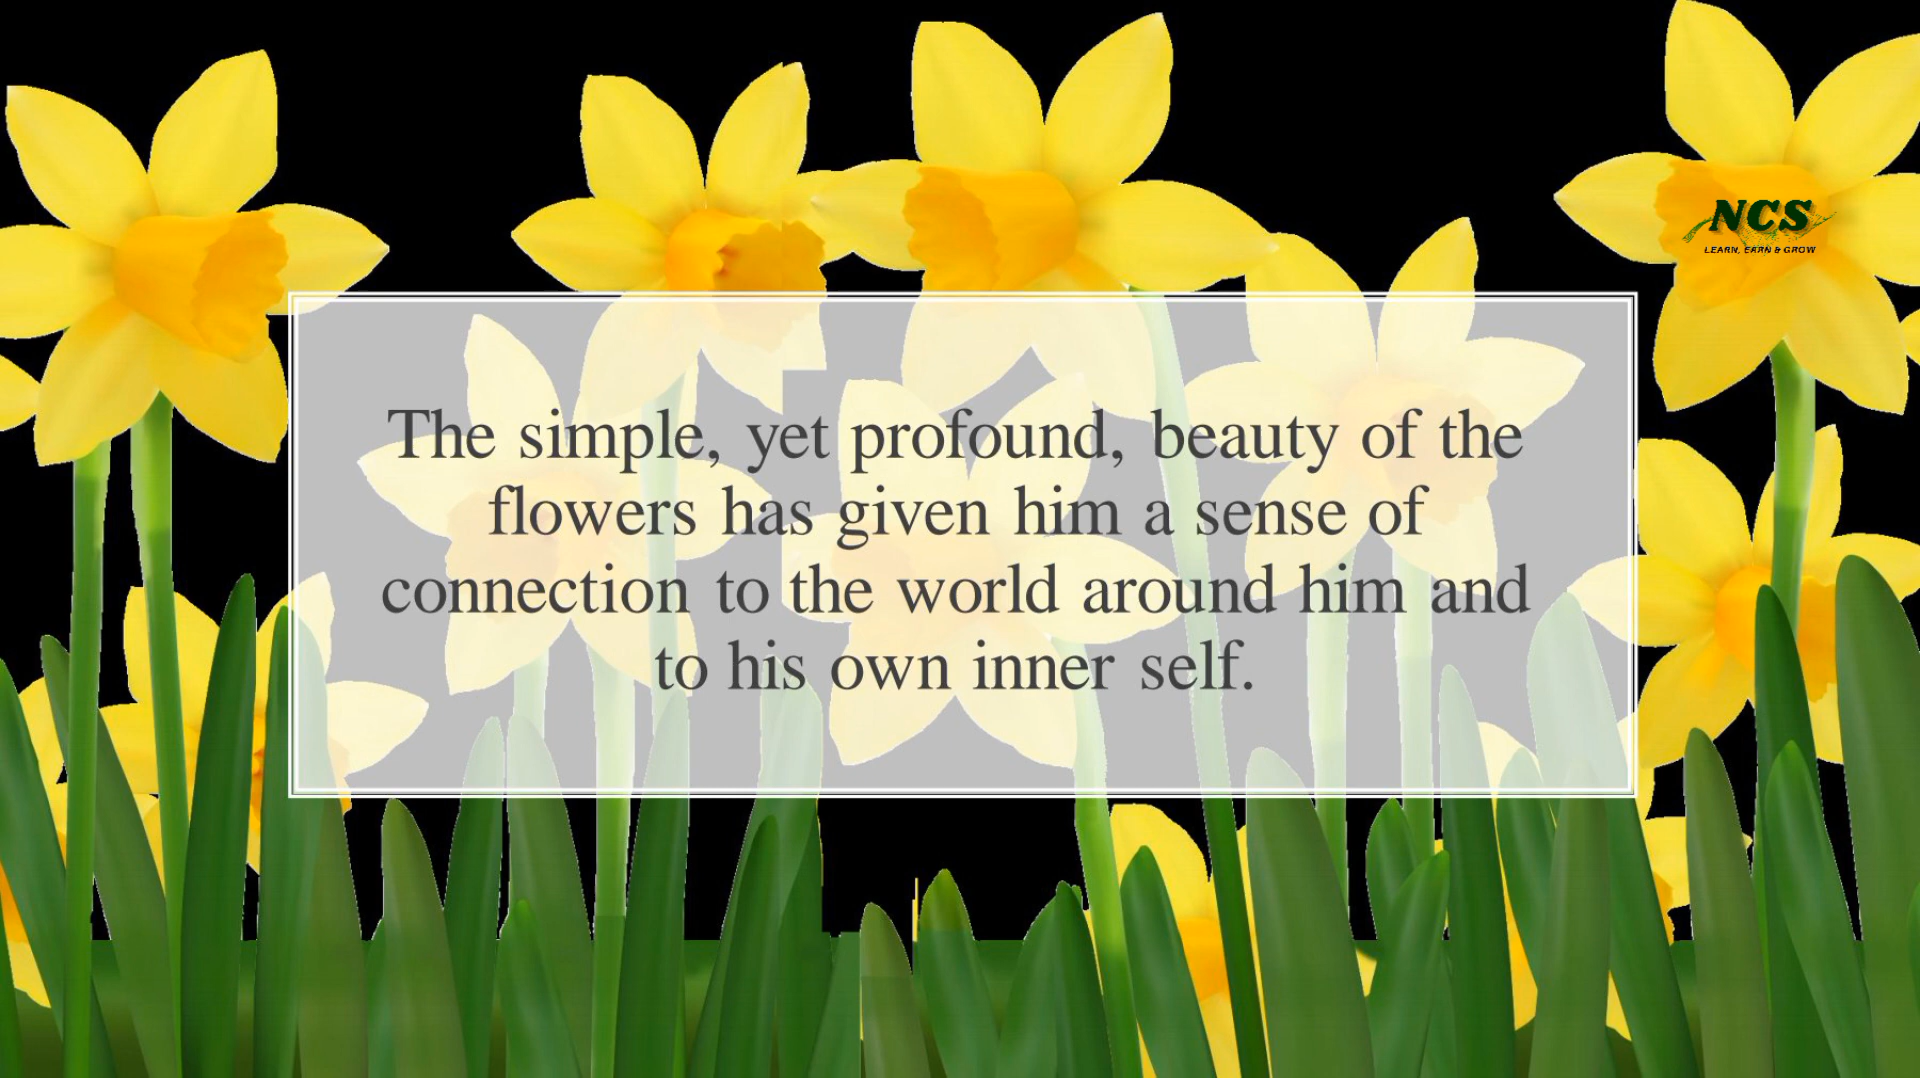 NCS
LEARN, EARN & GROW
The simple, yet profound, beauty of the
flowers has given him a sense of
connection to the world around him and
to his own inner self.